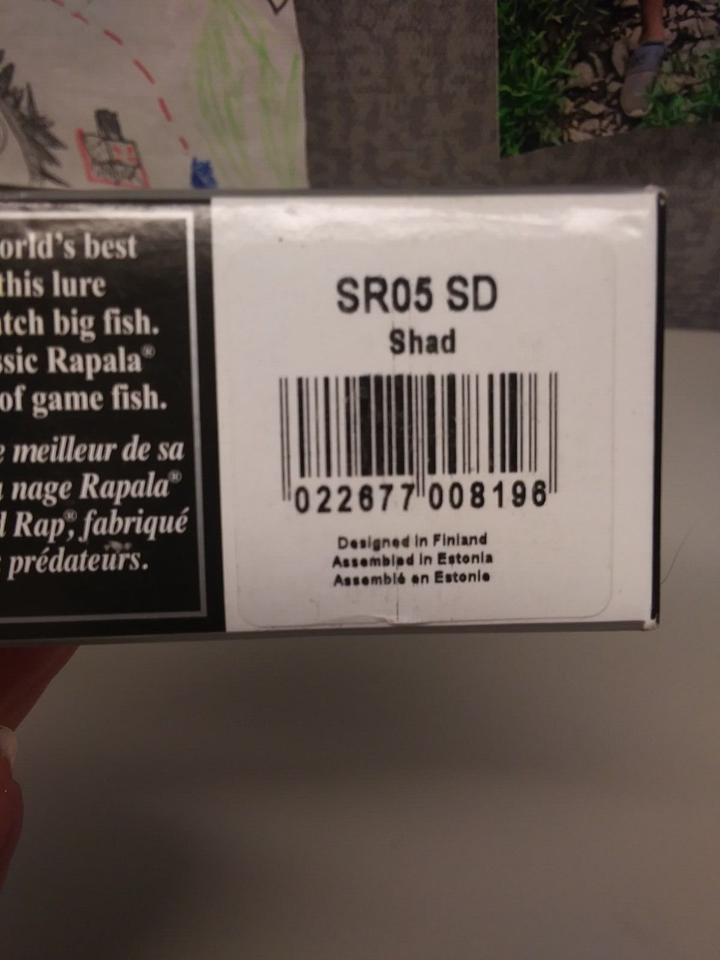 orld's best
this lure
tch big fish.
ssic Rapala®
of game fish.
e meilleur de sa
nage Rapala®
Rap®, fabriqué
prédateurs.
SR05 SD
Shad
022677 008196
Designed in Finland
Assembled in Estonia
Assemblé en Estonie